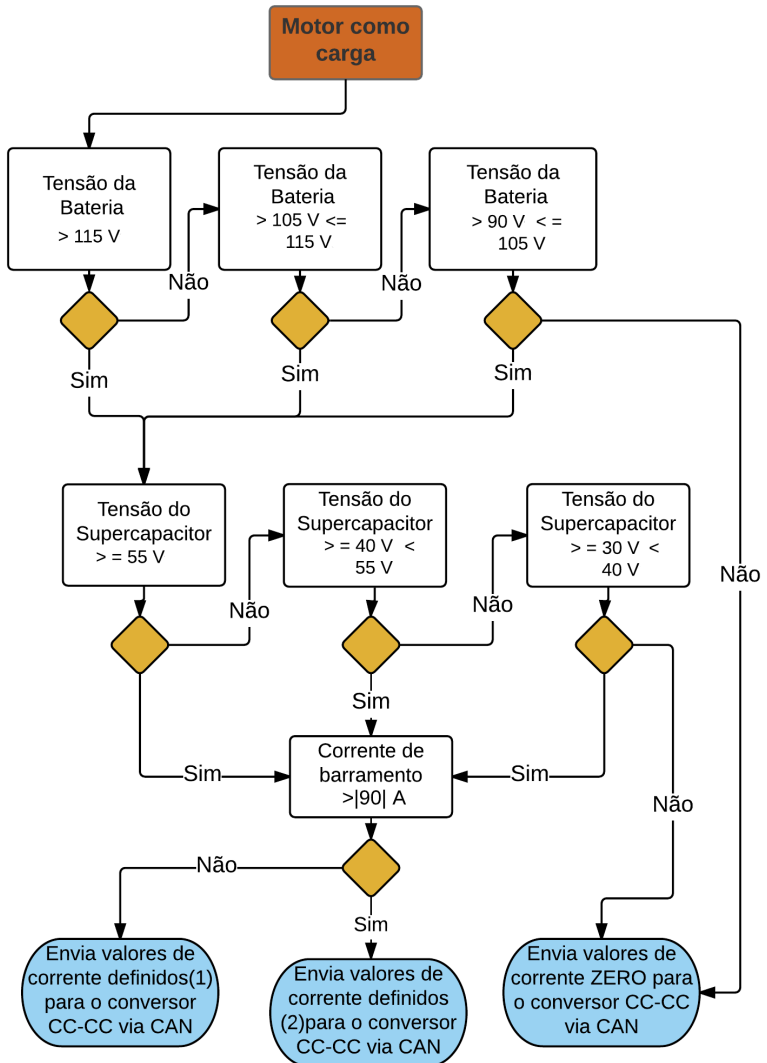 Motor como
carga
Tensão da
Bateria
> 115 V
Tensão da
Bateria
> 105 V <=
115 V
Tensão da
Bateria
> 90 V < =
105 V
Não
Não
Sim
Sim
Sim
Tensão do
Supercapacitor
> = 55 V
Tensão do
Supercapacitor
> = 40 V <
55 V
Tensão do
Supercapacitor
> = 30 V <
40 V
Não
Não
Não
Sim
Corrente de
barramento
>|90| A
Sim
Sim
Não
Não
Sim
Envia valores de
corrente definidos(1)
para o conversor
CC-CC via CAN
Envia valores de
corrente definidos
(2)para o conversor
CC-CC via CAN
Envia valores de
corrente ZERO para
o conversor CC-CC
via CAN